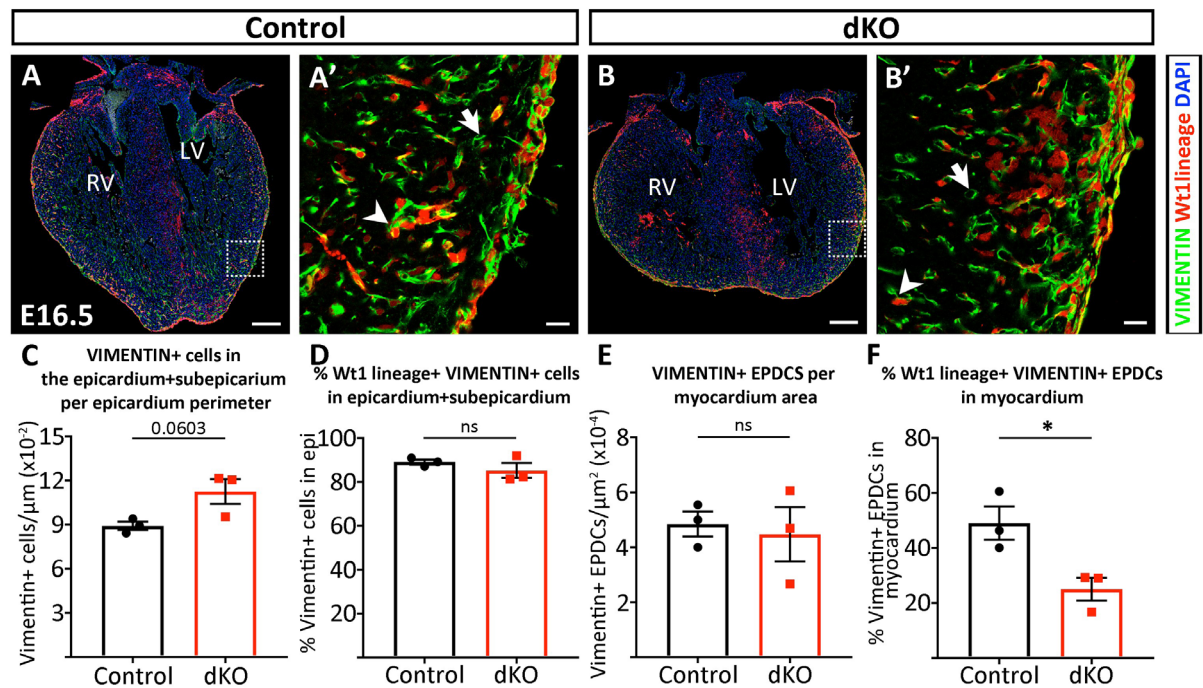 Control
dKO
A
A’
B
B’
LV
RV
RV
LV
E16.5
VIMENTIN Wt1lineage DAPI
C
VIMENTIN+ cells in
the epicardium+subepicarium
per epicardium perimeter
Vimentin+ cells/μm (x10⁻²)
15
12
9
6
3
0.0603
Control
dKO
D
% Wt1 lineage+ VIMENTIN+ cells
in epicardium+subepicardium
% Vimentin+ cells in epi
100
80
60
40
20
ns
Control
dKO
E
VIMENTIN+ EPDCS per
myocardium area
Vimentin+ EPDCs/μm² (x10⁻⁴)
8
6
4
2
ns
Control
dKO
F
% Wt1 lineage+ VIMENTIN+ EPDCs
in myocardium
% Vimentin+ EPDCs in
myocardium
80
60
40
20
*
Control
dKO